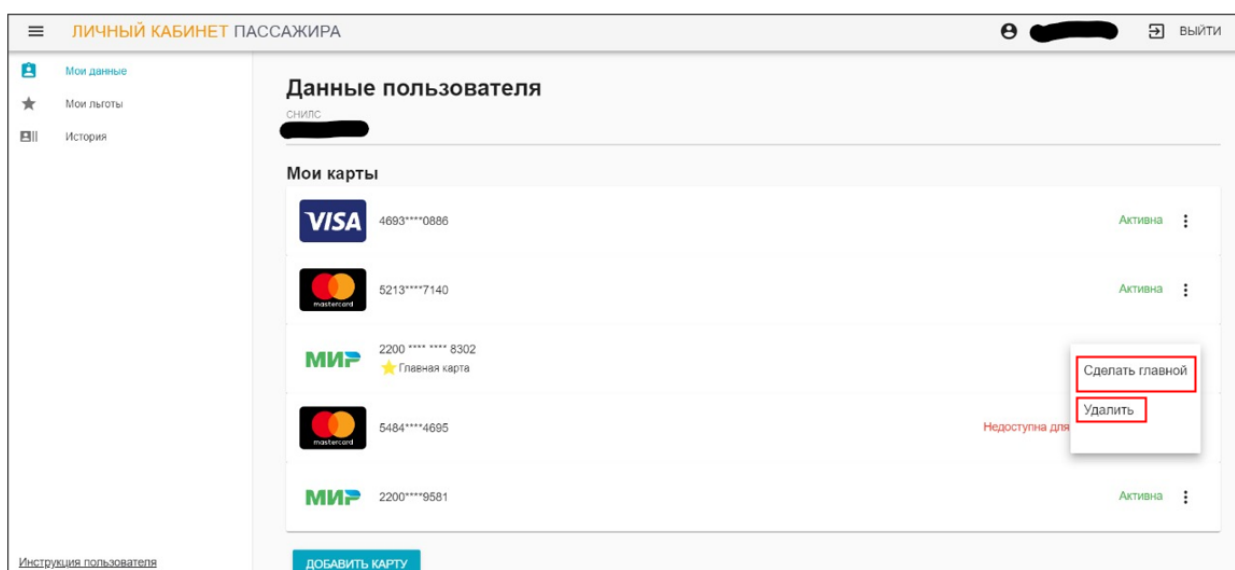 ЛИЧНЫЙ КАБИНЕТ ПАССАЖИРА
ВЫЙТИ
Мои данные
Мои льготы
История
Данные пользователя
СНИЛС
Мои карты
VISA 4693****0886 Активна
mastercard 5213****7140 Активна
МИР 2200 **** **** 8302
Главная карта
Сделать главной
Удалить
mastercard 5484****4695 Недоступна для
МИР 2200****9581 Активна
ДОБАВИТЬ КАРТУ
Инструкция пользователя